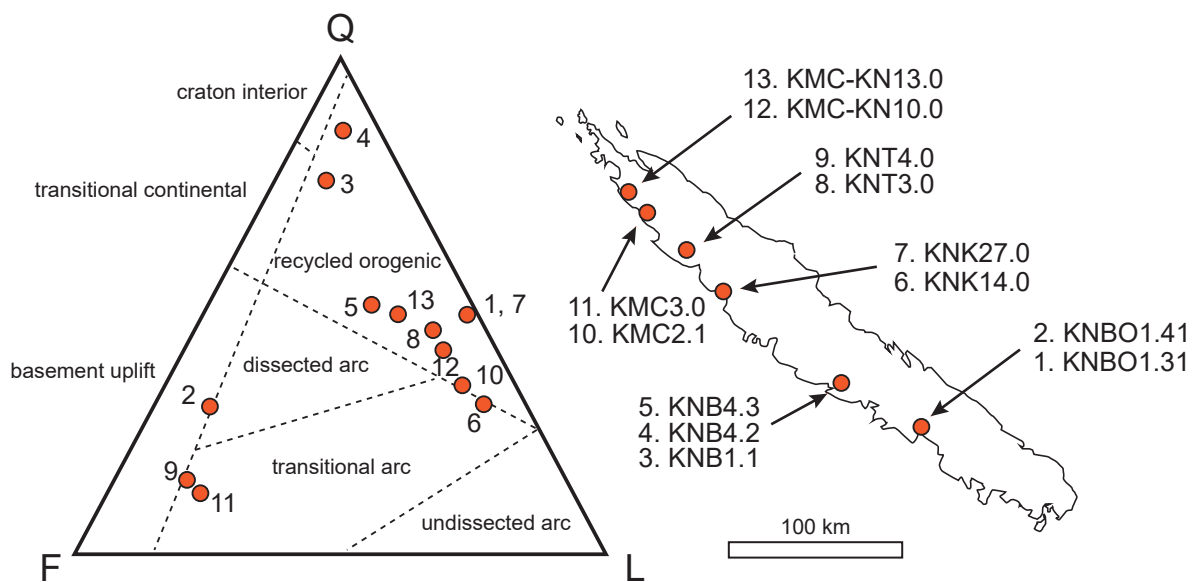 Q
craton interior
4
transitional continental
3
recycled orogenic
5
13
1, 7
8
basement uplift
dissected arc
12
10
2
6
9
transitional arc
11
undissected arc
F
L
13. KMC-KN13.0
12. KMC-KN10.0
9. KNT4.0
8. KNT3.0
7. KNK27.0
6. KNK14.0
11. KMC3.0
10. KMC2.1
2. KNBO1.41
1. KNBO1.31
5. KNB4.3
4. KNB4.2
3. KNB1.1
100 km